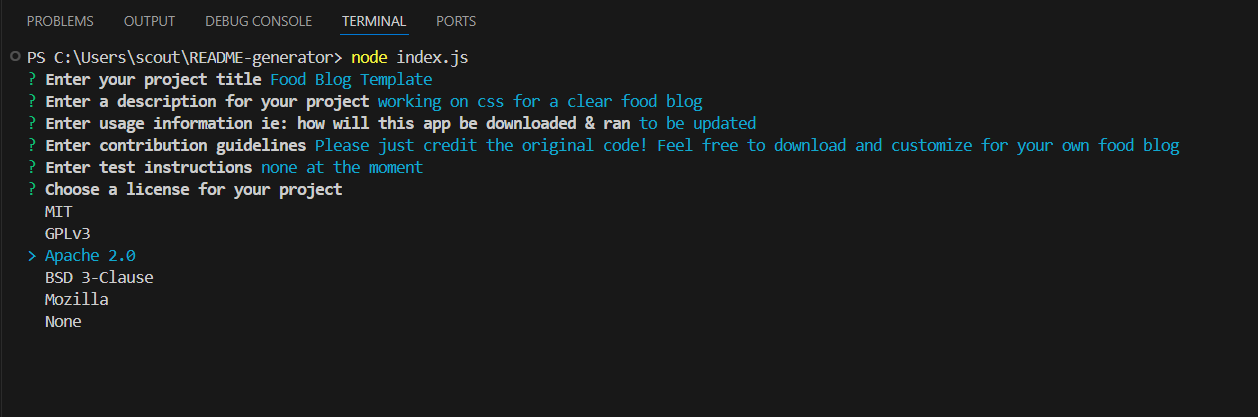 PROBLEMS OUTPUT DEBUG CONSOLE TERMINAL PORTS
PS C:\Users\scout\README-generator> node index.js
? Enter your project title Food Blog Template
? Enter a description for your project working on css for a clear food blog
? Enter usage information ie: how will this app be downloaded & ran to be updated
? Enter contribution guidelines Please just credit the original code! Feel free to download and customize for your own food blog
? Enter test instructions none at the moment
? Choose a license for your project
MIT
GPLv3
> Apache 2.0
BSD 3-Clause
Mozilla
None